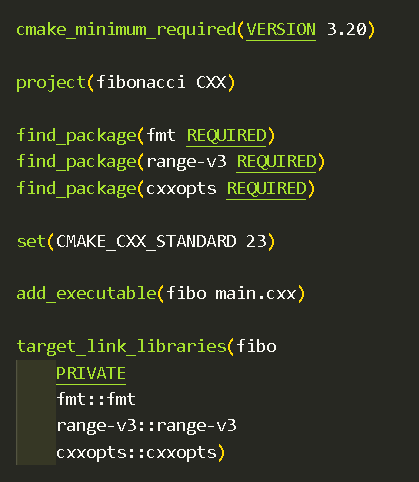 cmake_minimum_required(VERSION 3.20)
project(fibonacci CXX)
find_package(fmt REQUIRED)
find_package(range-v3 REQUIRED)
find_package(cxxopts REQUIRED)
set(CMAKE_CXX_STANDARD 23)
add_executable(fibo main.cxx)
target_link_libraries(fibo
    PRIVATE
    fmt::fmt
    range-v3::range-v3
    cxxopts::cxxopts)